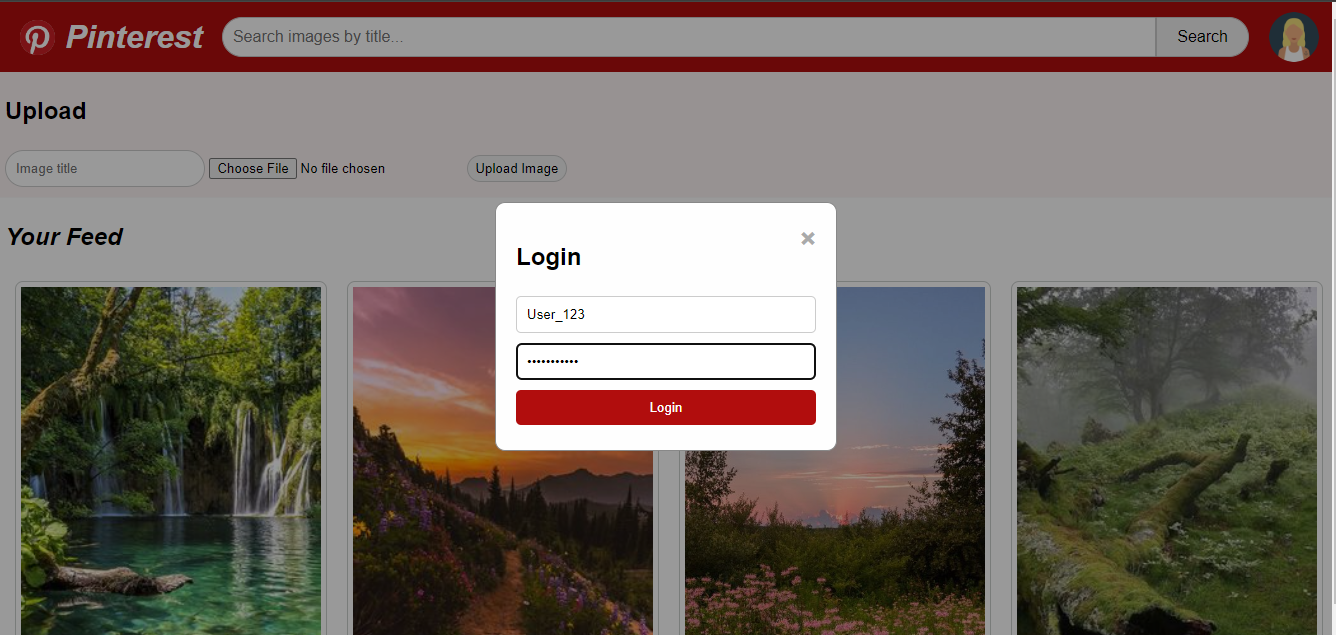 Pinterest
Search images by title...
Search
Upload
Image title
Choose File No file chosen
Upload Image
Your Feed
×
Login
User_123
•••••••••••
Login